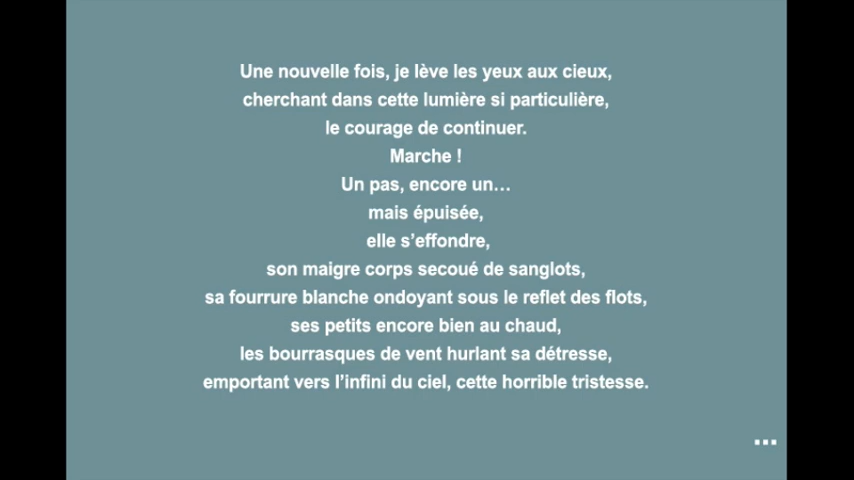 Une nouvelle fois, je lève les yeux aux cieux,
cherchant dans cette lumière si particulière,
le courage de continuer.
Marche !
Un pas, encore un…
mais épuisée,
elle s’effondre,
son maigre corps secoué de sanglots,
sa fourrure blanche ondoyant sous le reflet des flots,
ses petits encore bien au chaud,
les bourrasques de vent hurlant sa détresse,
emportant vers l’infini du ciel, cette horrible tristesse.
...